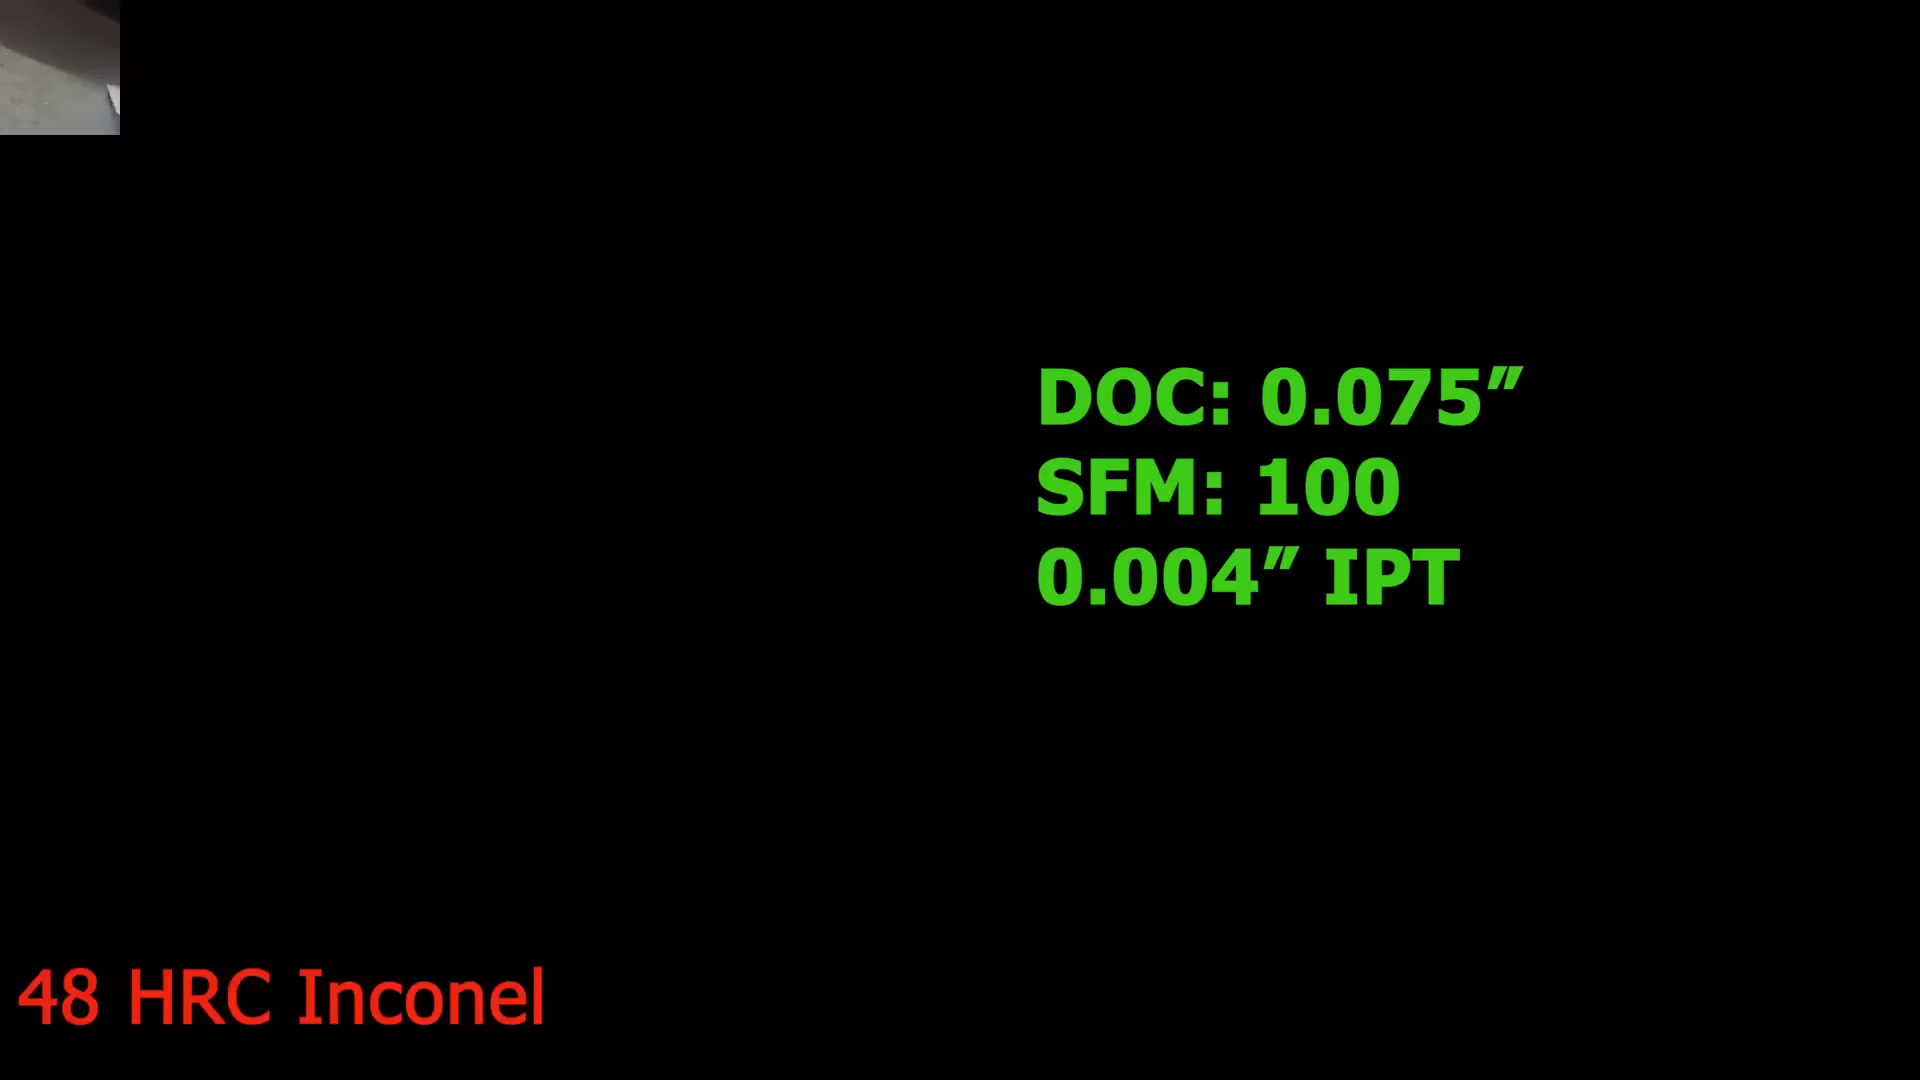 DOC: 0.075″
SFM: 100
0.004″ IPT
48 HRC Inconel